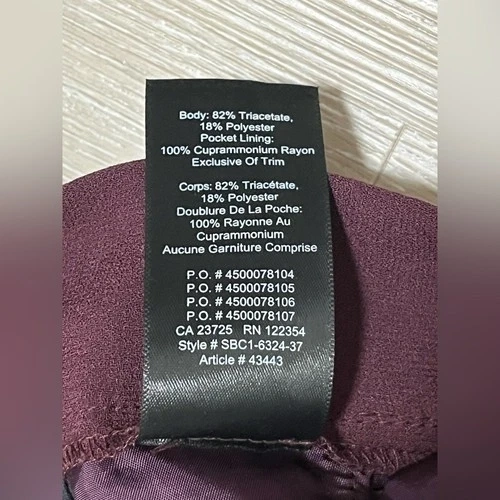 Body: 82% Triacetate,
18% Polyester
Pocket Lining:
100% Cuprammonium Rayon
Exclusive Of Trim
Corps: 82% Triacétate,
18% Polyester
Doublure De La Poche:
100% Rayonne Au
Cuprammonium
Aucune Garniture Comprise
P.O. # 4500078104
P.O. # 4500078105
P.O. # 4500078106
P.O. # 4500078107
CA 23725 RN 122354
Style # SBC1-6324-37
Article # 43443